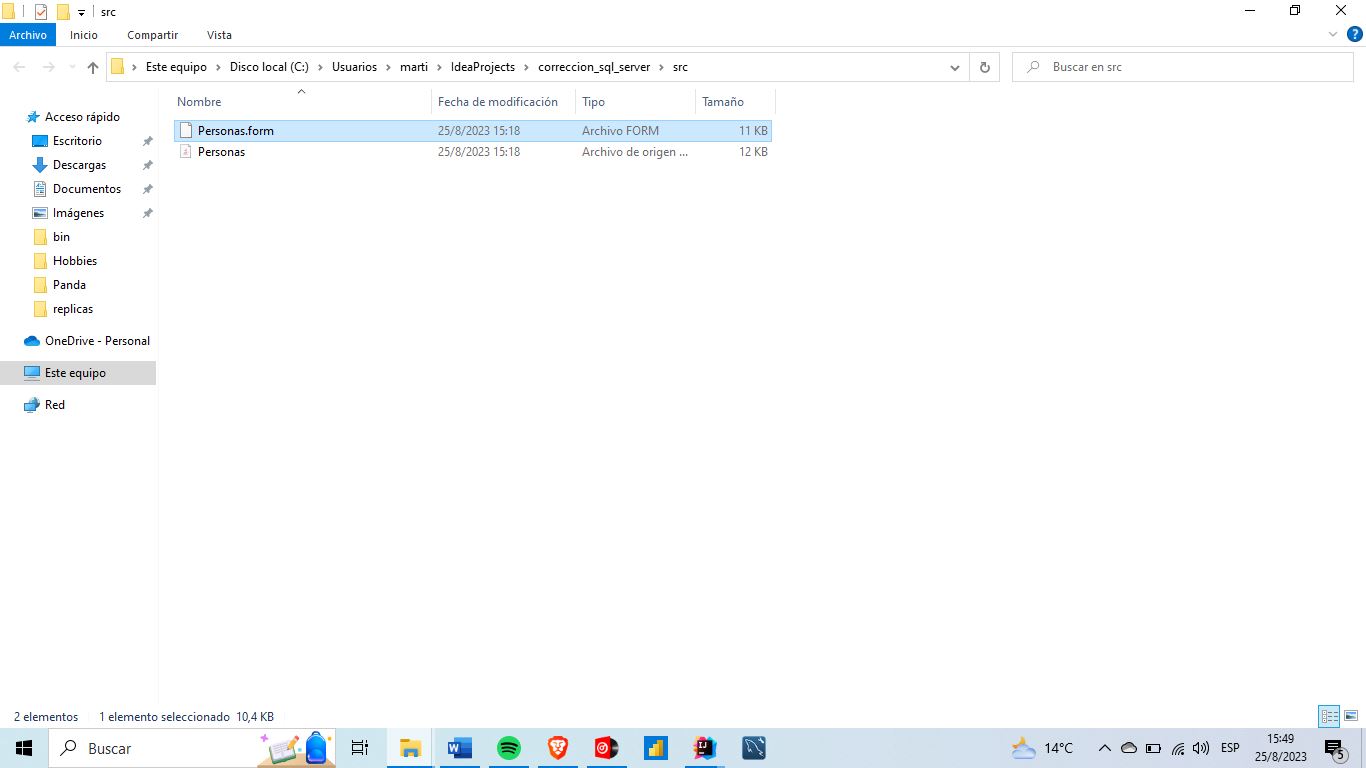 src
Archivo Inicio Compartir Vista
Este equipo Disco local (C:) Usuarios marti IdeaProjects correccion_sql_server src
Buscar en src
Nombre Fecha de modificación Tipo Tamaño
Personas.form 25/8/2023 15:18 Archivo FORM 11 KB
Personas 25/8/2023 15:18 Archivo de origen ... 12 KB
Acceso rápido
Escritorio
Descargas
Documentos
Imágenes
bin
Hobbies
Panda
replicas
OneDrive - Personal
Este equipo
Red
2 elementos 1 elemento seleccionado 10,4 KB
Buscar
14°C
ESP
15:49
25/8/2023
5